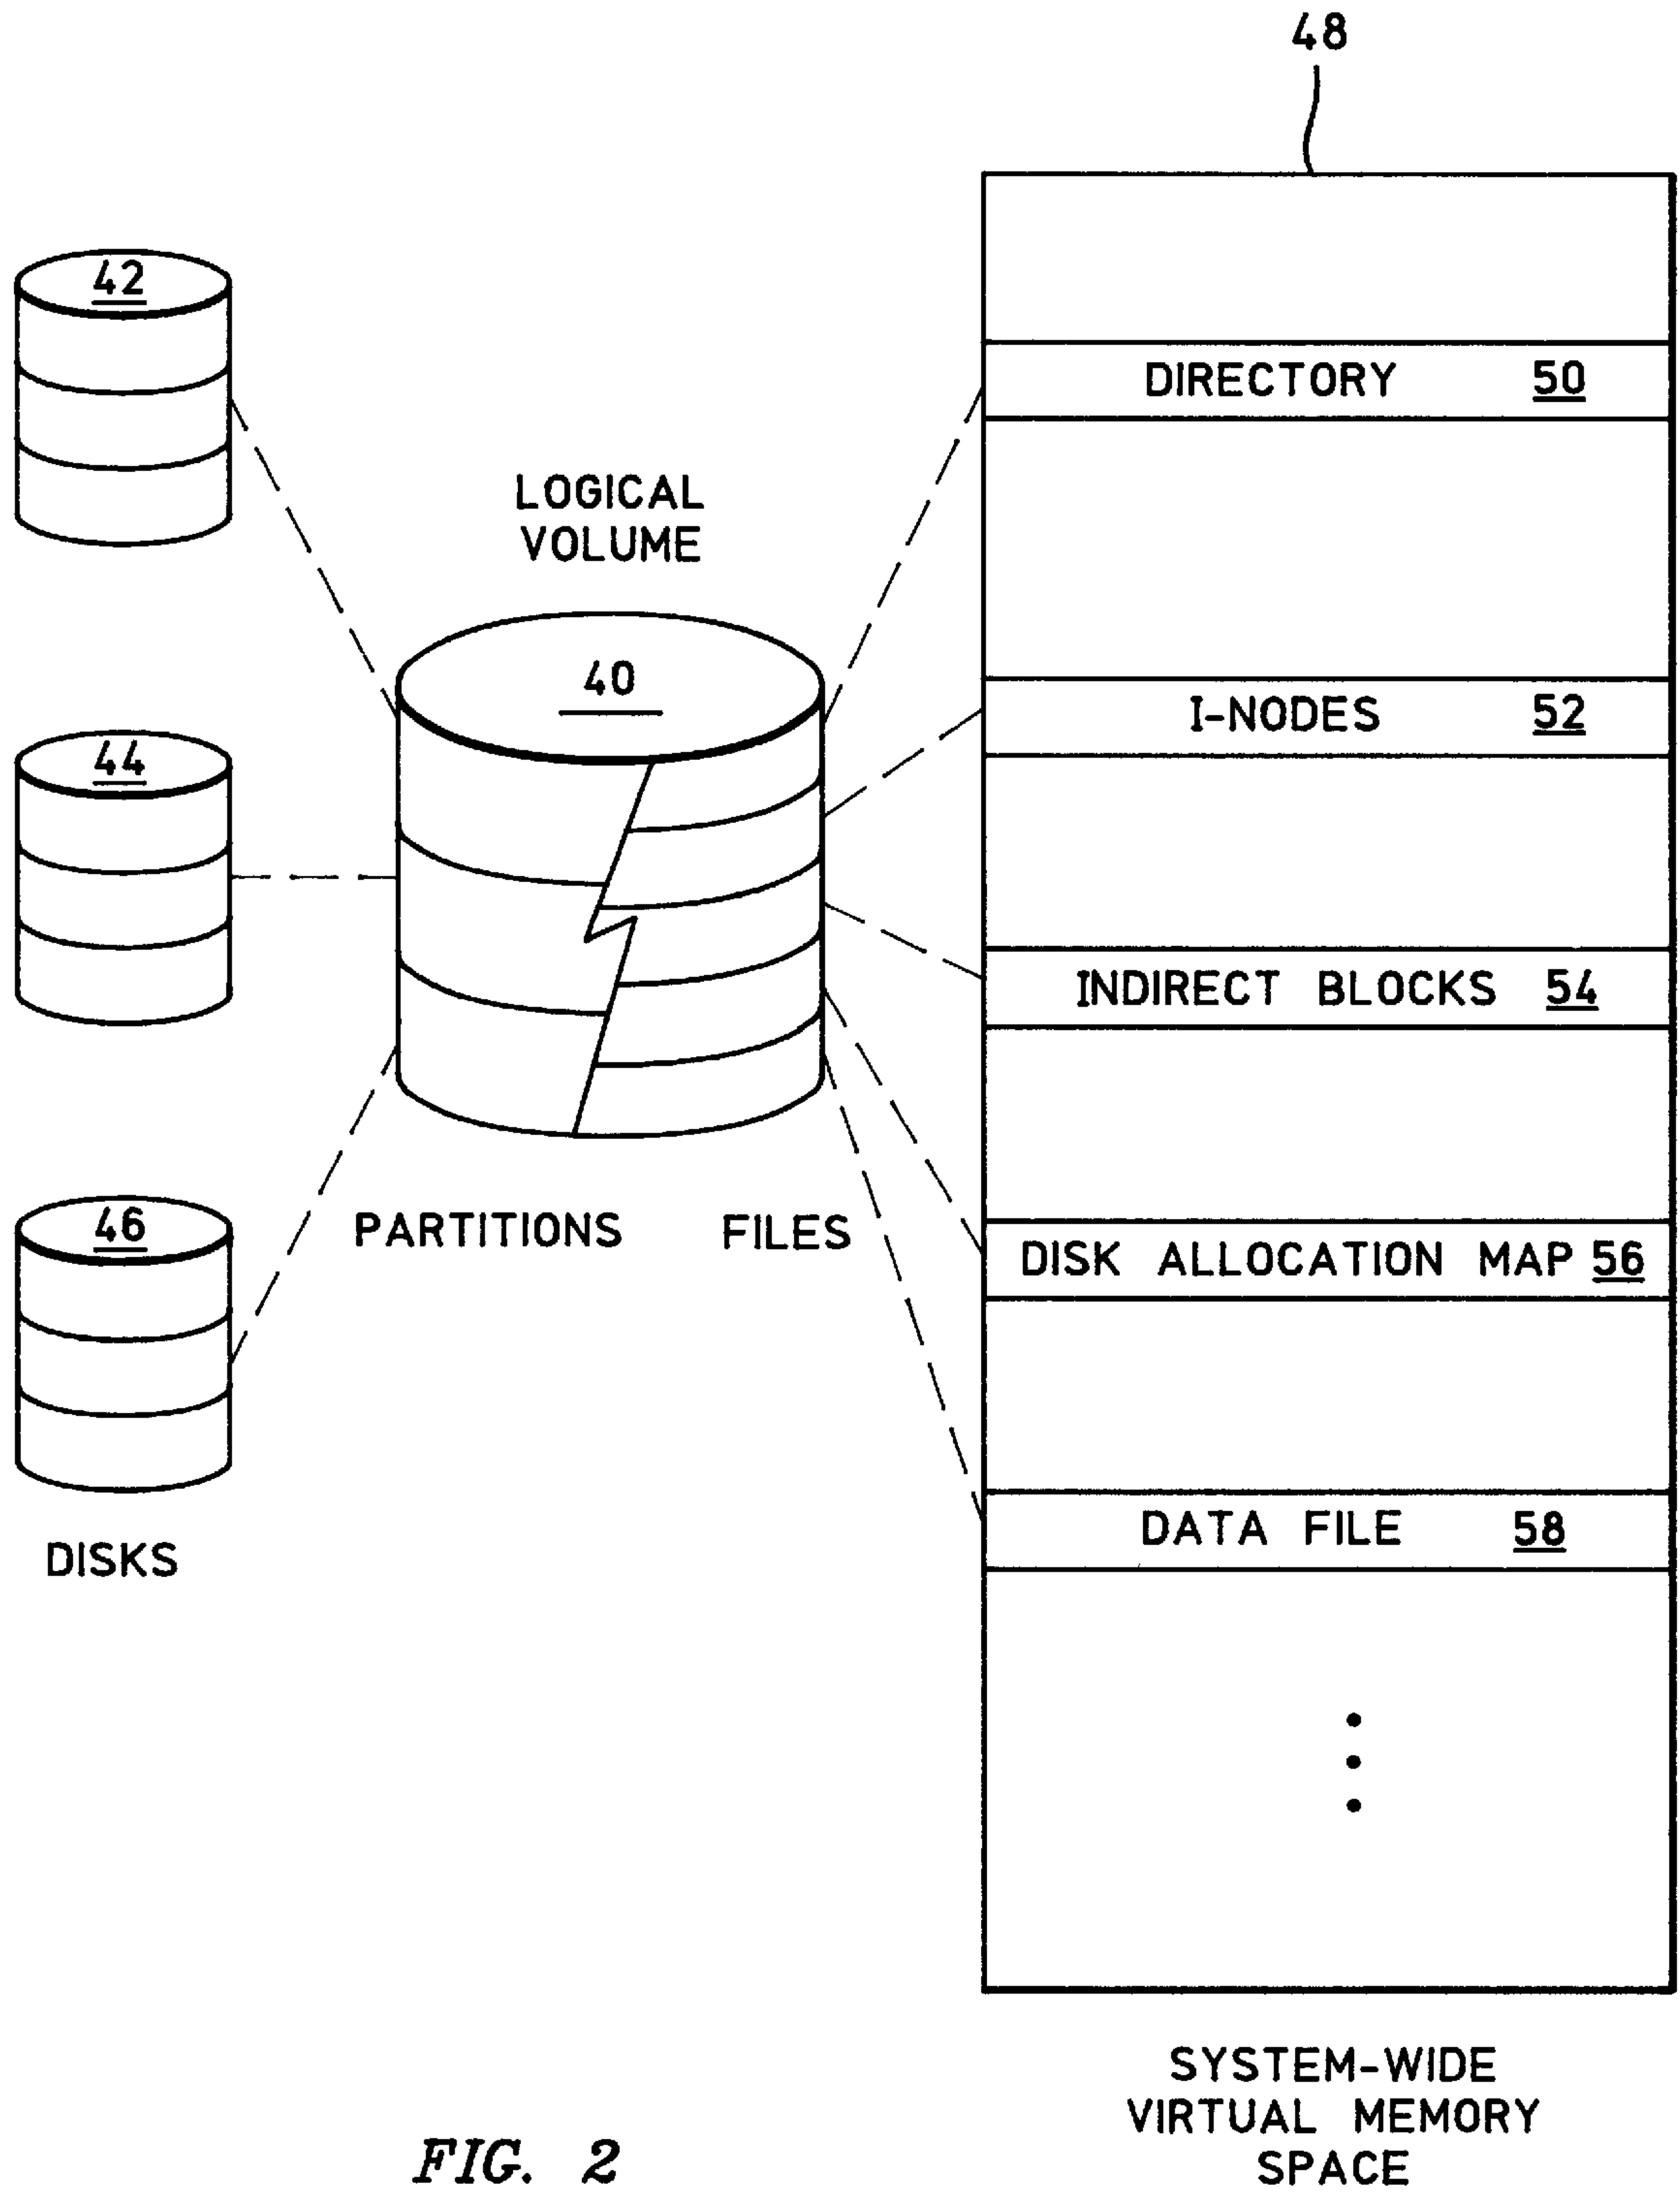 48
42
DIRECTORY 50
LOGICAL
VOLUME
40
I-NODES 52
44
INDIRECT BLOCKS 54
PARTITIONS FILES
46
DISK ALLOCATION MAP 56
DATA FILE 58
DISKS
SYSTEM-WIDE
VIRTUAL MEMORY
SPACE
FIG. 2